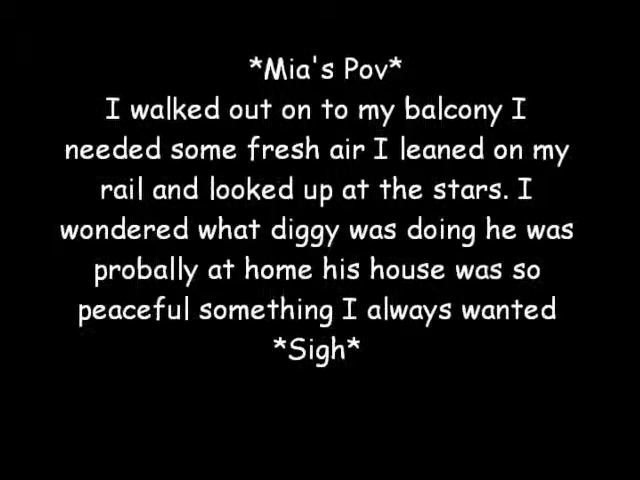 *Mia's Pov*
I walked out on to my balcony I
needed some fresh air I leaned on my
rail and looked up at the stars. I
wondered what diggy was doing he was
probally at home his house was so
peaceful something I always wanted
*Sigh*